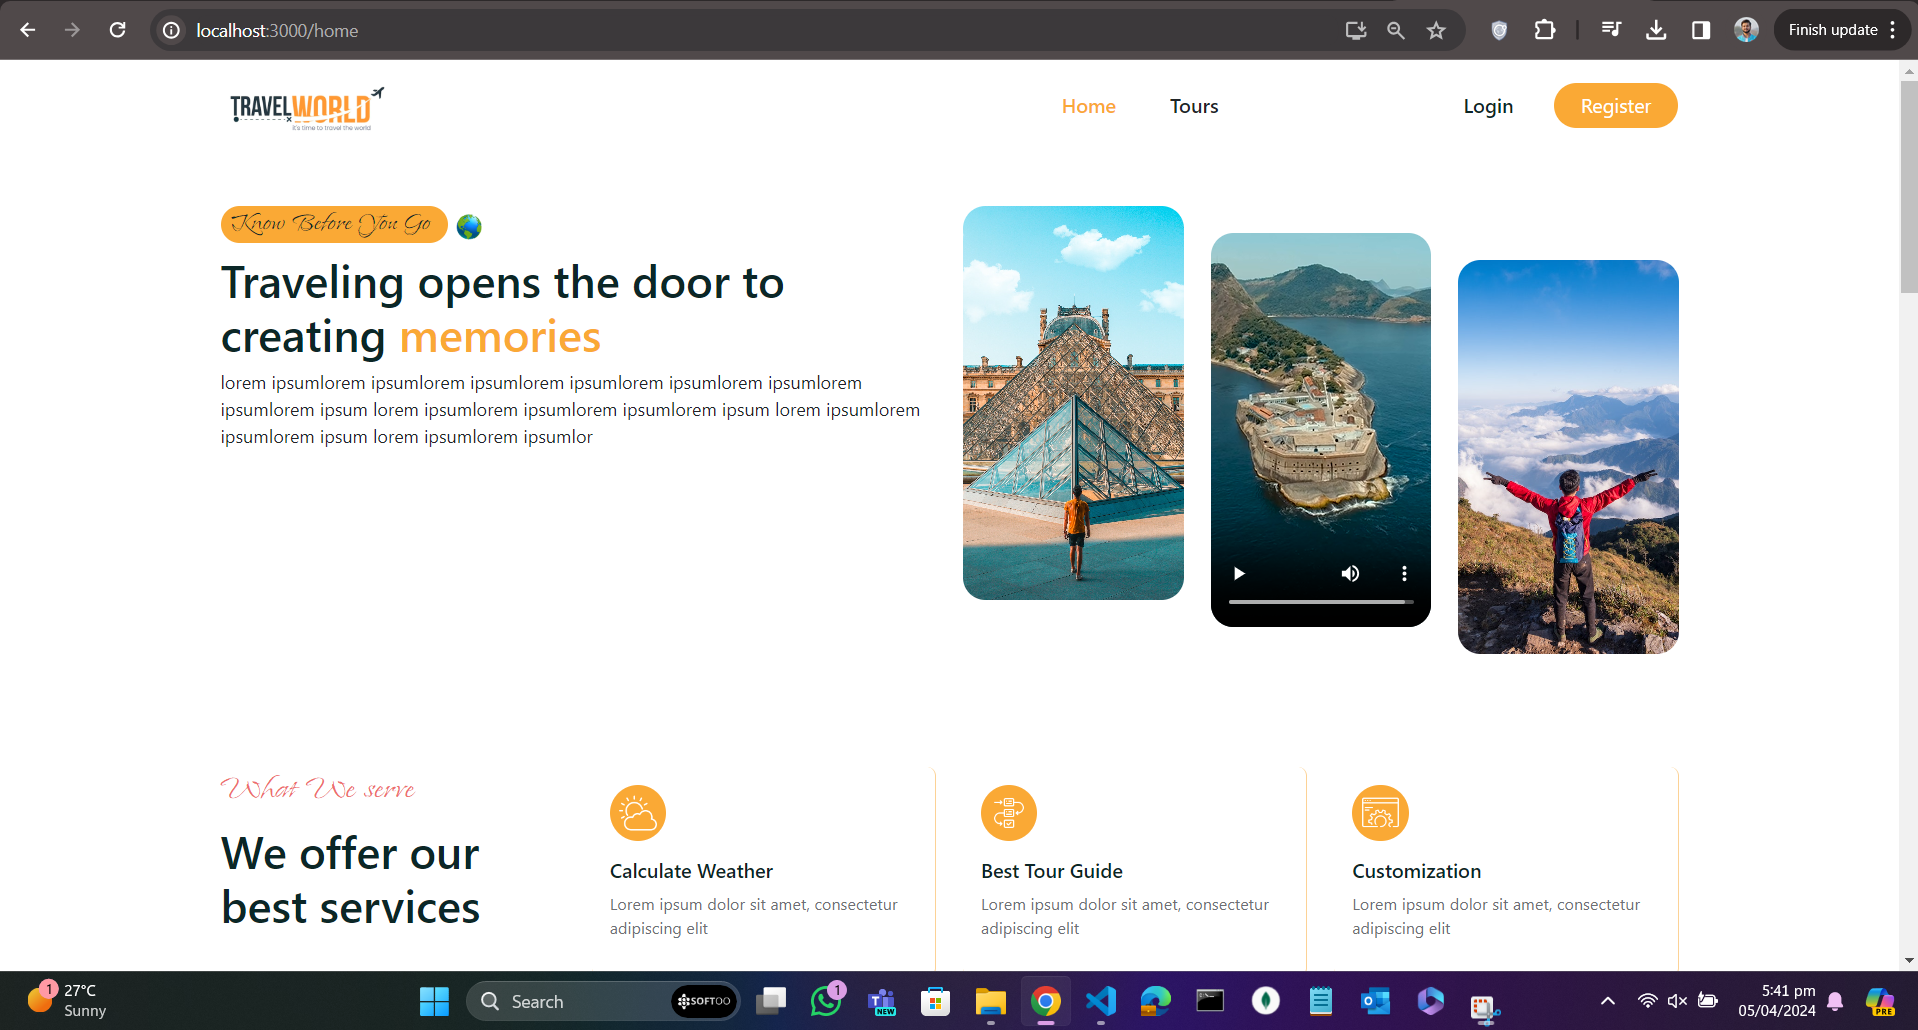 localhost:3000/home
Finish update
TRAVELWORLD
it's time to travel the world
Home
Tours
Login
Register
Know Before You Go
Traveling opens the door to
creating memories
lorem ipsumlorem ipsumlorem ipsumlorem ipsumlorem ipsumlorem ipsumlorem
ipsumlorem ipsum lorem ipsumlorem ipsumlorem ipsumlorem ipsum lorem ipsumlorem
ipsumlorem ipsum lorem ipsumlorem ipsumlor
What We serve
We offer our
best services
Calculate Weather
Lorem ipsum dolor sit amet, consectetur
adipiscing elit
Best Tour Guide
Lorem ipsum dolor sit amet, consectetur
adipiscing elit
Customization
Lorem ipsum dolor sit amet, consectetur
adipiscing elit
1
27°C
Sunny
Search
SOFTOO
1
NEW
5:41 pm
05/04/2024
PRE